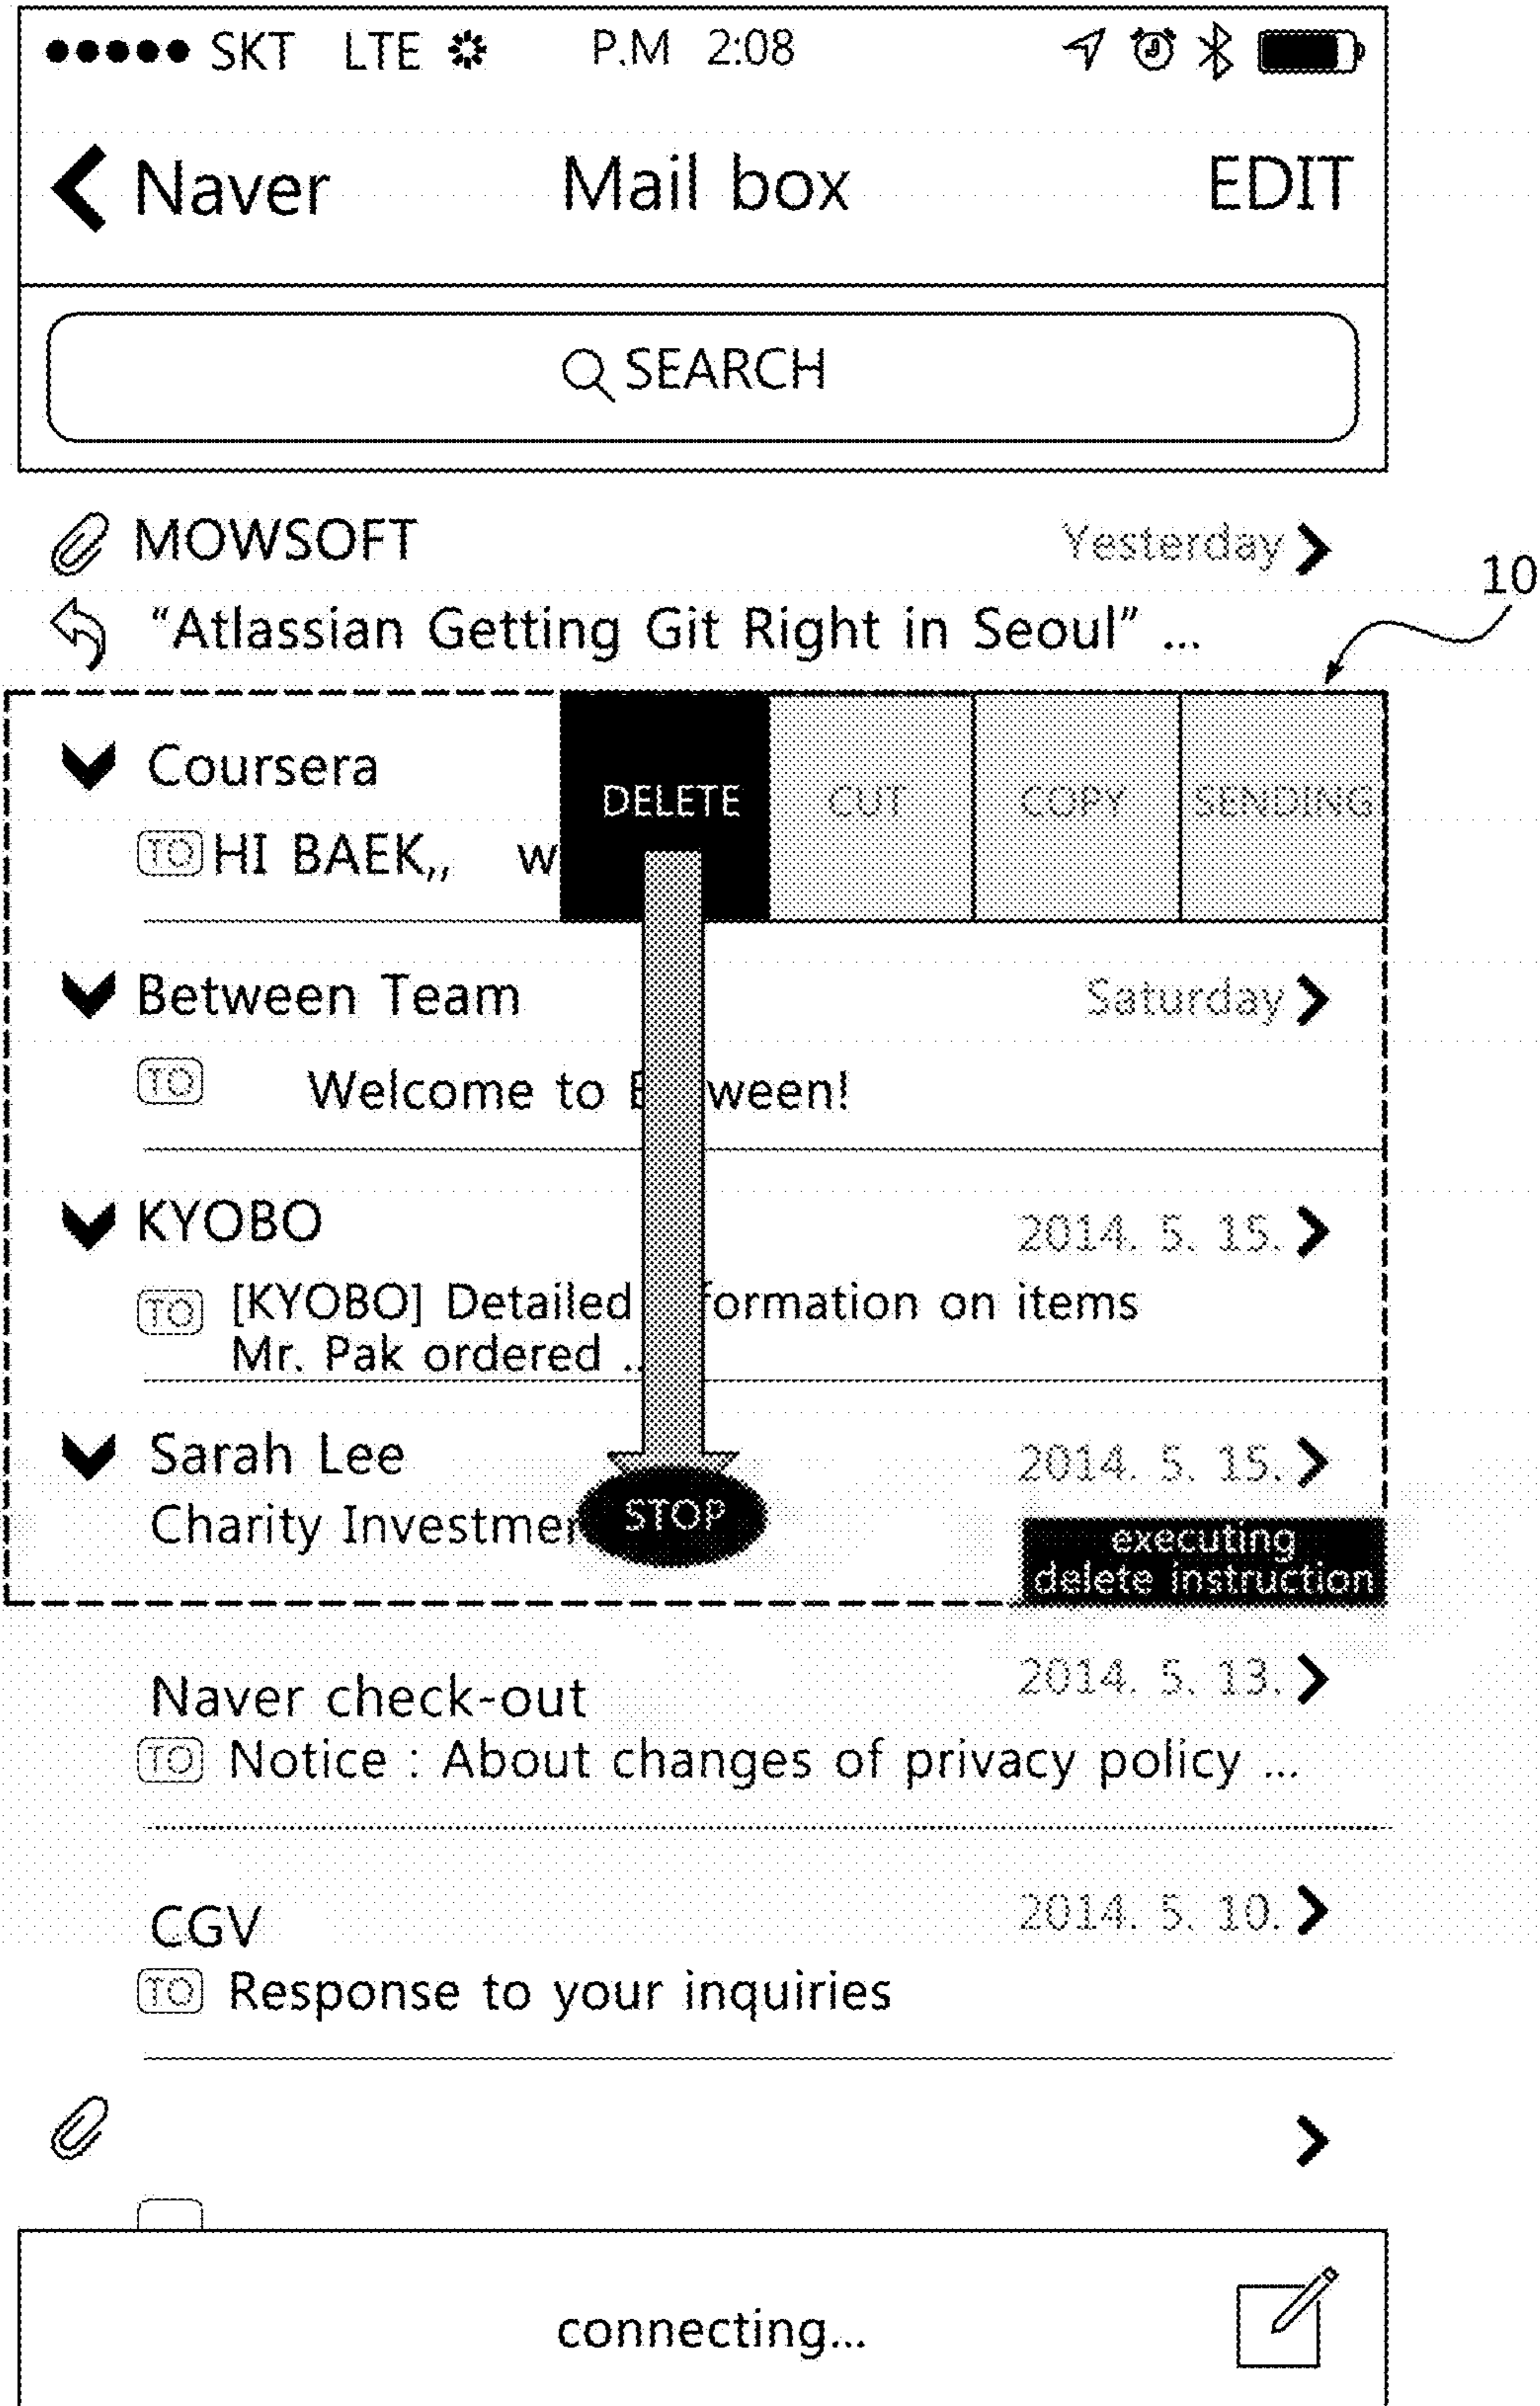 SKT LTE P.M 2:08
Naver Mail box EDIT
SEARCH
MOWSOFT Yesterday
10
“Atlassian Getting Git Right in Seoul” ...
Coursera
DELETE CUT COPY SENDING
TO HI BAEK,, w
Between Team Saturday
TO Welcome to B ween!
KYOBO 2014. 5. 15.
TO [KYOBO] Detailed formation on items
Mr. Pak ordered ..
Sarah Lee 2014. 5. 15.
Charity Investmen STOP
executing
delete instruction
Naver check-out 2014. 5. 13.
TO Notice : About changes of privacy policy ...
CGV 2014. 5. 10.
TO Response to your inquiries
connecting...